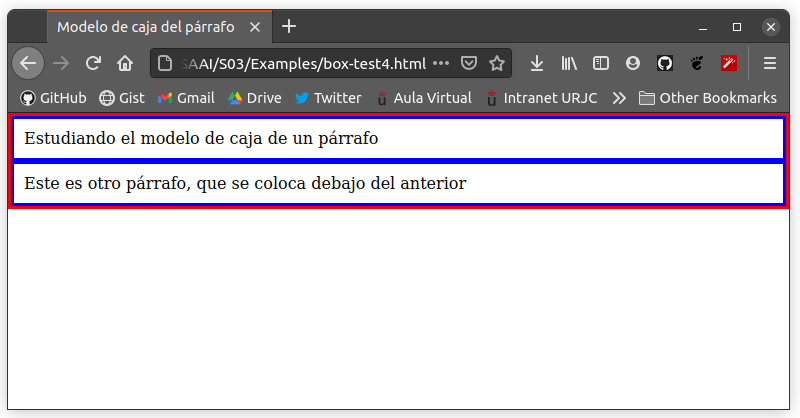 Modelo de caja del párrafo
AAI/S03/Examples/box-test4.html
GitHub Gist Gmail Drive Twitter Aula Virtual Intranet URJC Other Bookmarks
Estudiando el modelo de caja de un párrafo
Este es otro párrafo, que se coloca debajo del anterior